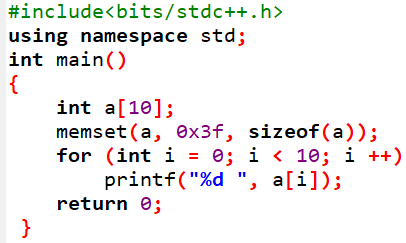 #include<bits/stdc++.h>
using namespace std;
int main()
{
    int a[10];
    memset(a, 0x3f, sizeof(a));
    for (int i = 0; i < 10; i ++)
        printf("%d ", a[i]);
    return 0;
}